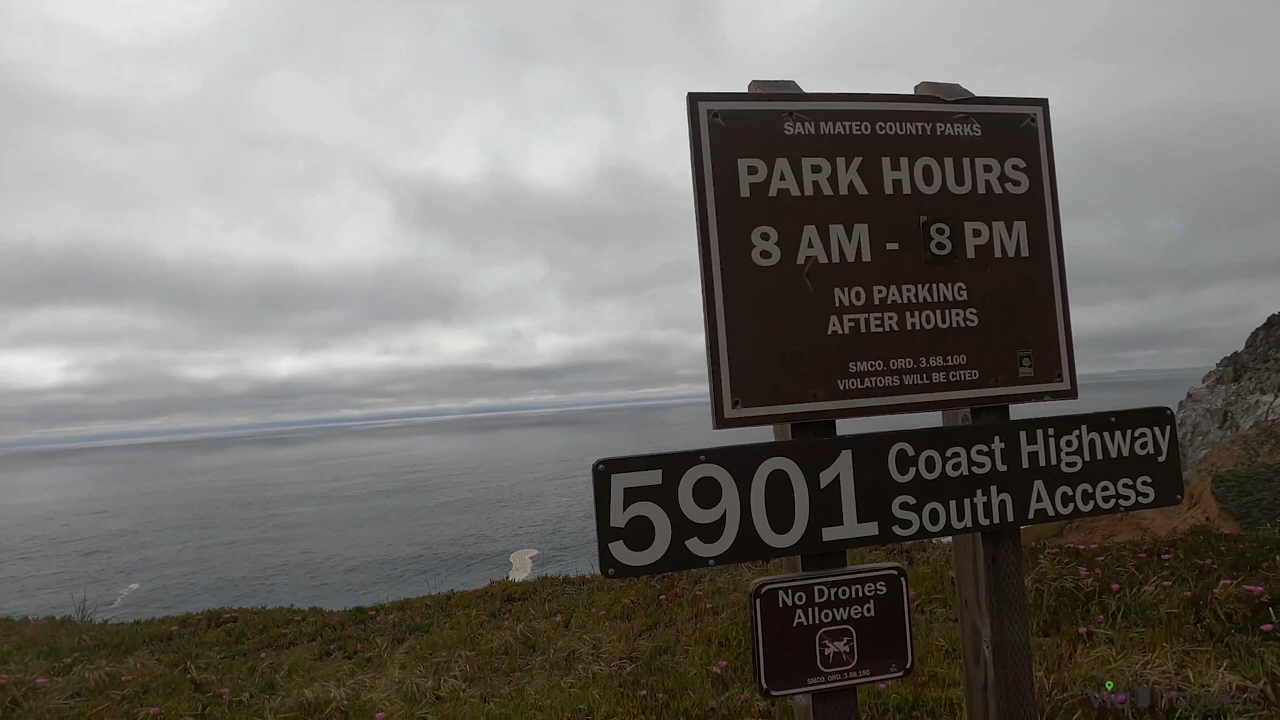 SAN MATEO COUNTY PARKS
PARK HOURS
8 AM - 8 PM
NO PARKING
AFTER HOURS
SMCO. ORD. 3.68.100
VIOLATORS WILL BE CITED
5901
Coast Highway
South Access
No Drones
Allowed
SMCO. ORD. 3.68.150